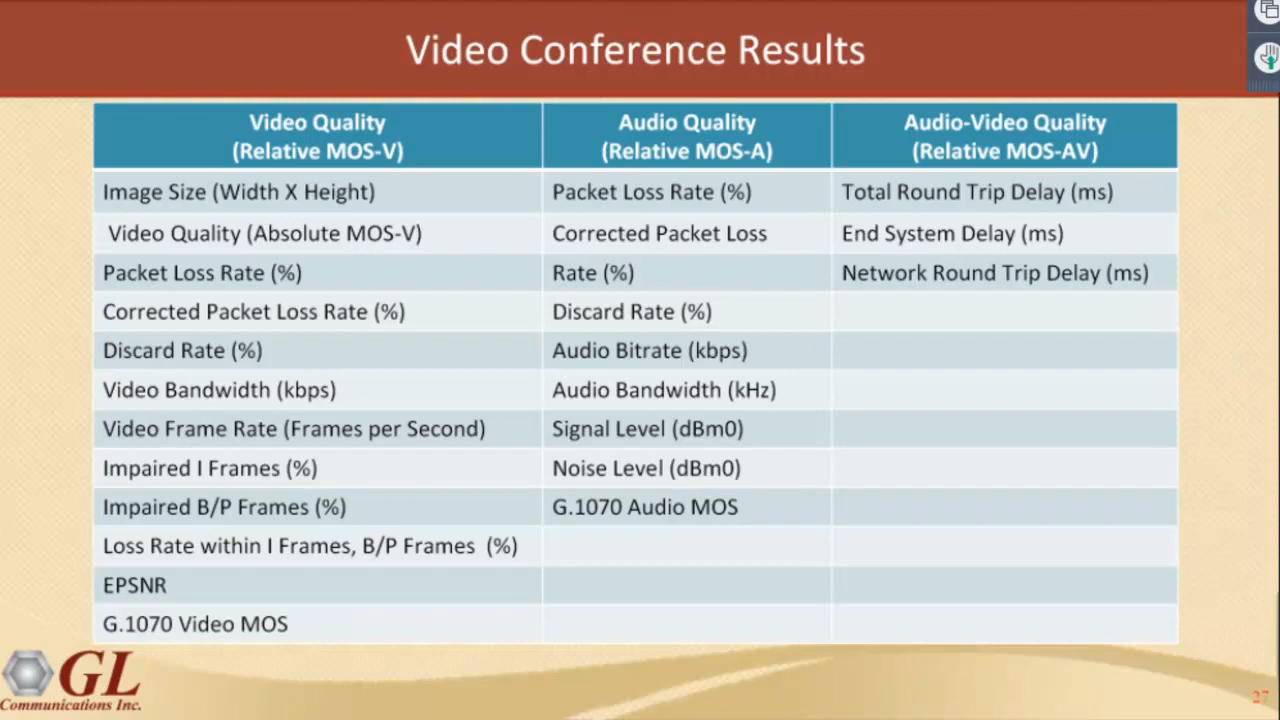 Video Conference Results
Video Quality
(Relative MOS-V)
Audio Quality
(Relative MOS-A)
Audio-Video Quality
(Relative MOS-AV)
Image Size (Width X Height)
Packet Loss Rate (%)
Total Round Trip Delay (ms)
Video Quality (Absolute MOS-V)
Corrected Packet Loss
End System Delay (ms)
Packet Loss Rate (%)
Rate (%)
Network Round Trip Delay (ms)
Corrected Packet Loss Rate (%)
Discard Rate (%)
Discard Rate (%)
Audio Bitrate (kbps)
Video Bandwidth (kbps)
Audio Bandwidth (kHz)
Video Frame Rate (Frames per Second)
Signal Level (dBm0)
Impaired I Frames (%)
Noise Level (dBm0)
Impaired B/P Frames (%)
G.1070 Audio MOS
Loss Rate within I Frames, B/P Frames (%)
EPSNR
G.1070 Video MOS
GL
Communications Inc.
27